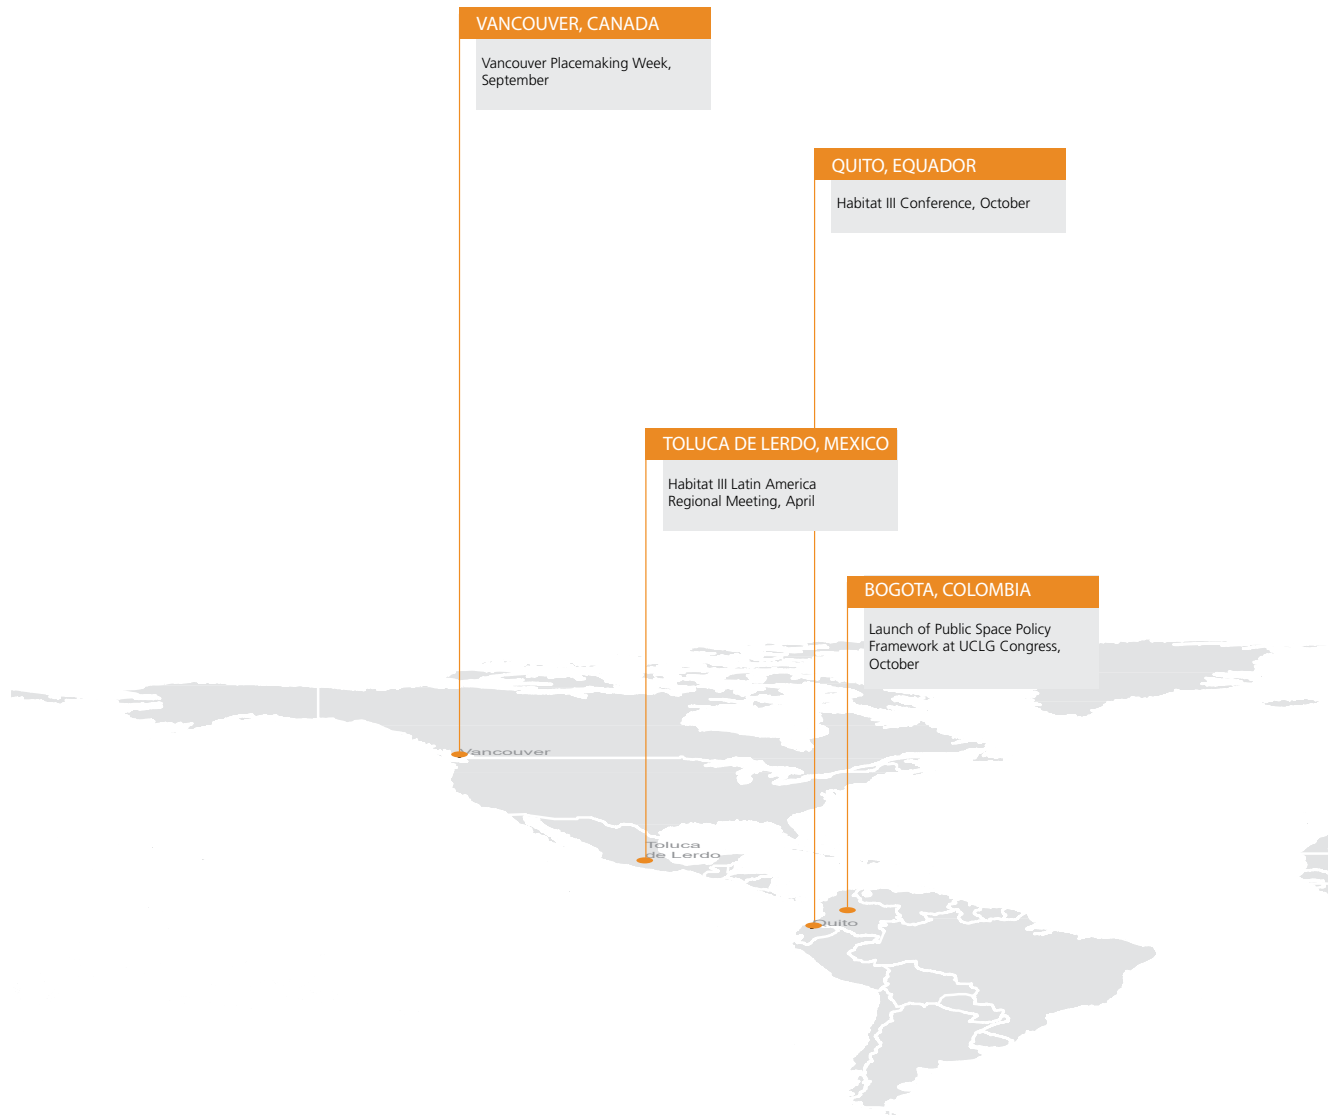 VANCOUVER, CANADA
Vancouver Placemaking Week,
September
QUITO, EQUADOR
Habitat III Conference, October
TOLUCA DE LERDO, MEXICO
Habitat III Latin America
Regional Meeting, April
BOGOTA, COLOMBIA
Launch of Public Space Policy
Framework at UCLG Congress,
October
Vancouver
Toluca
de Lerdo
Quito